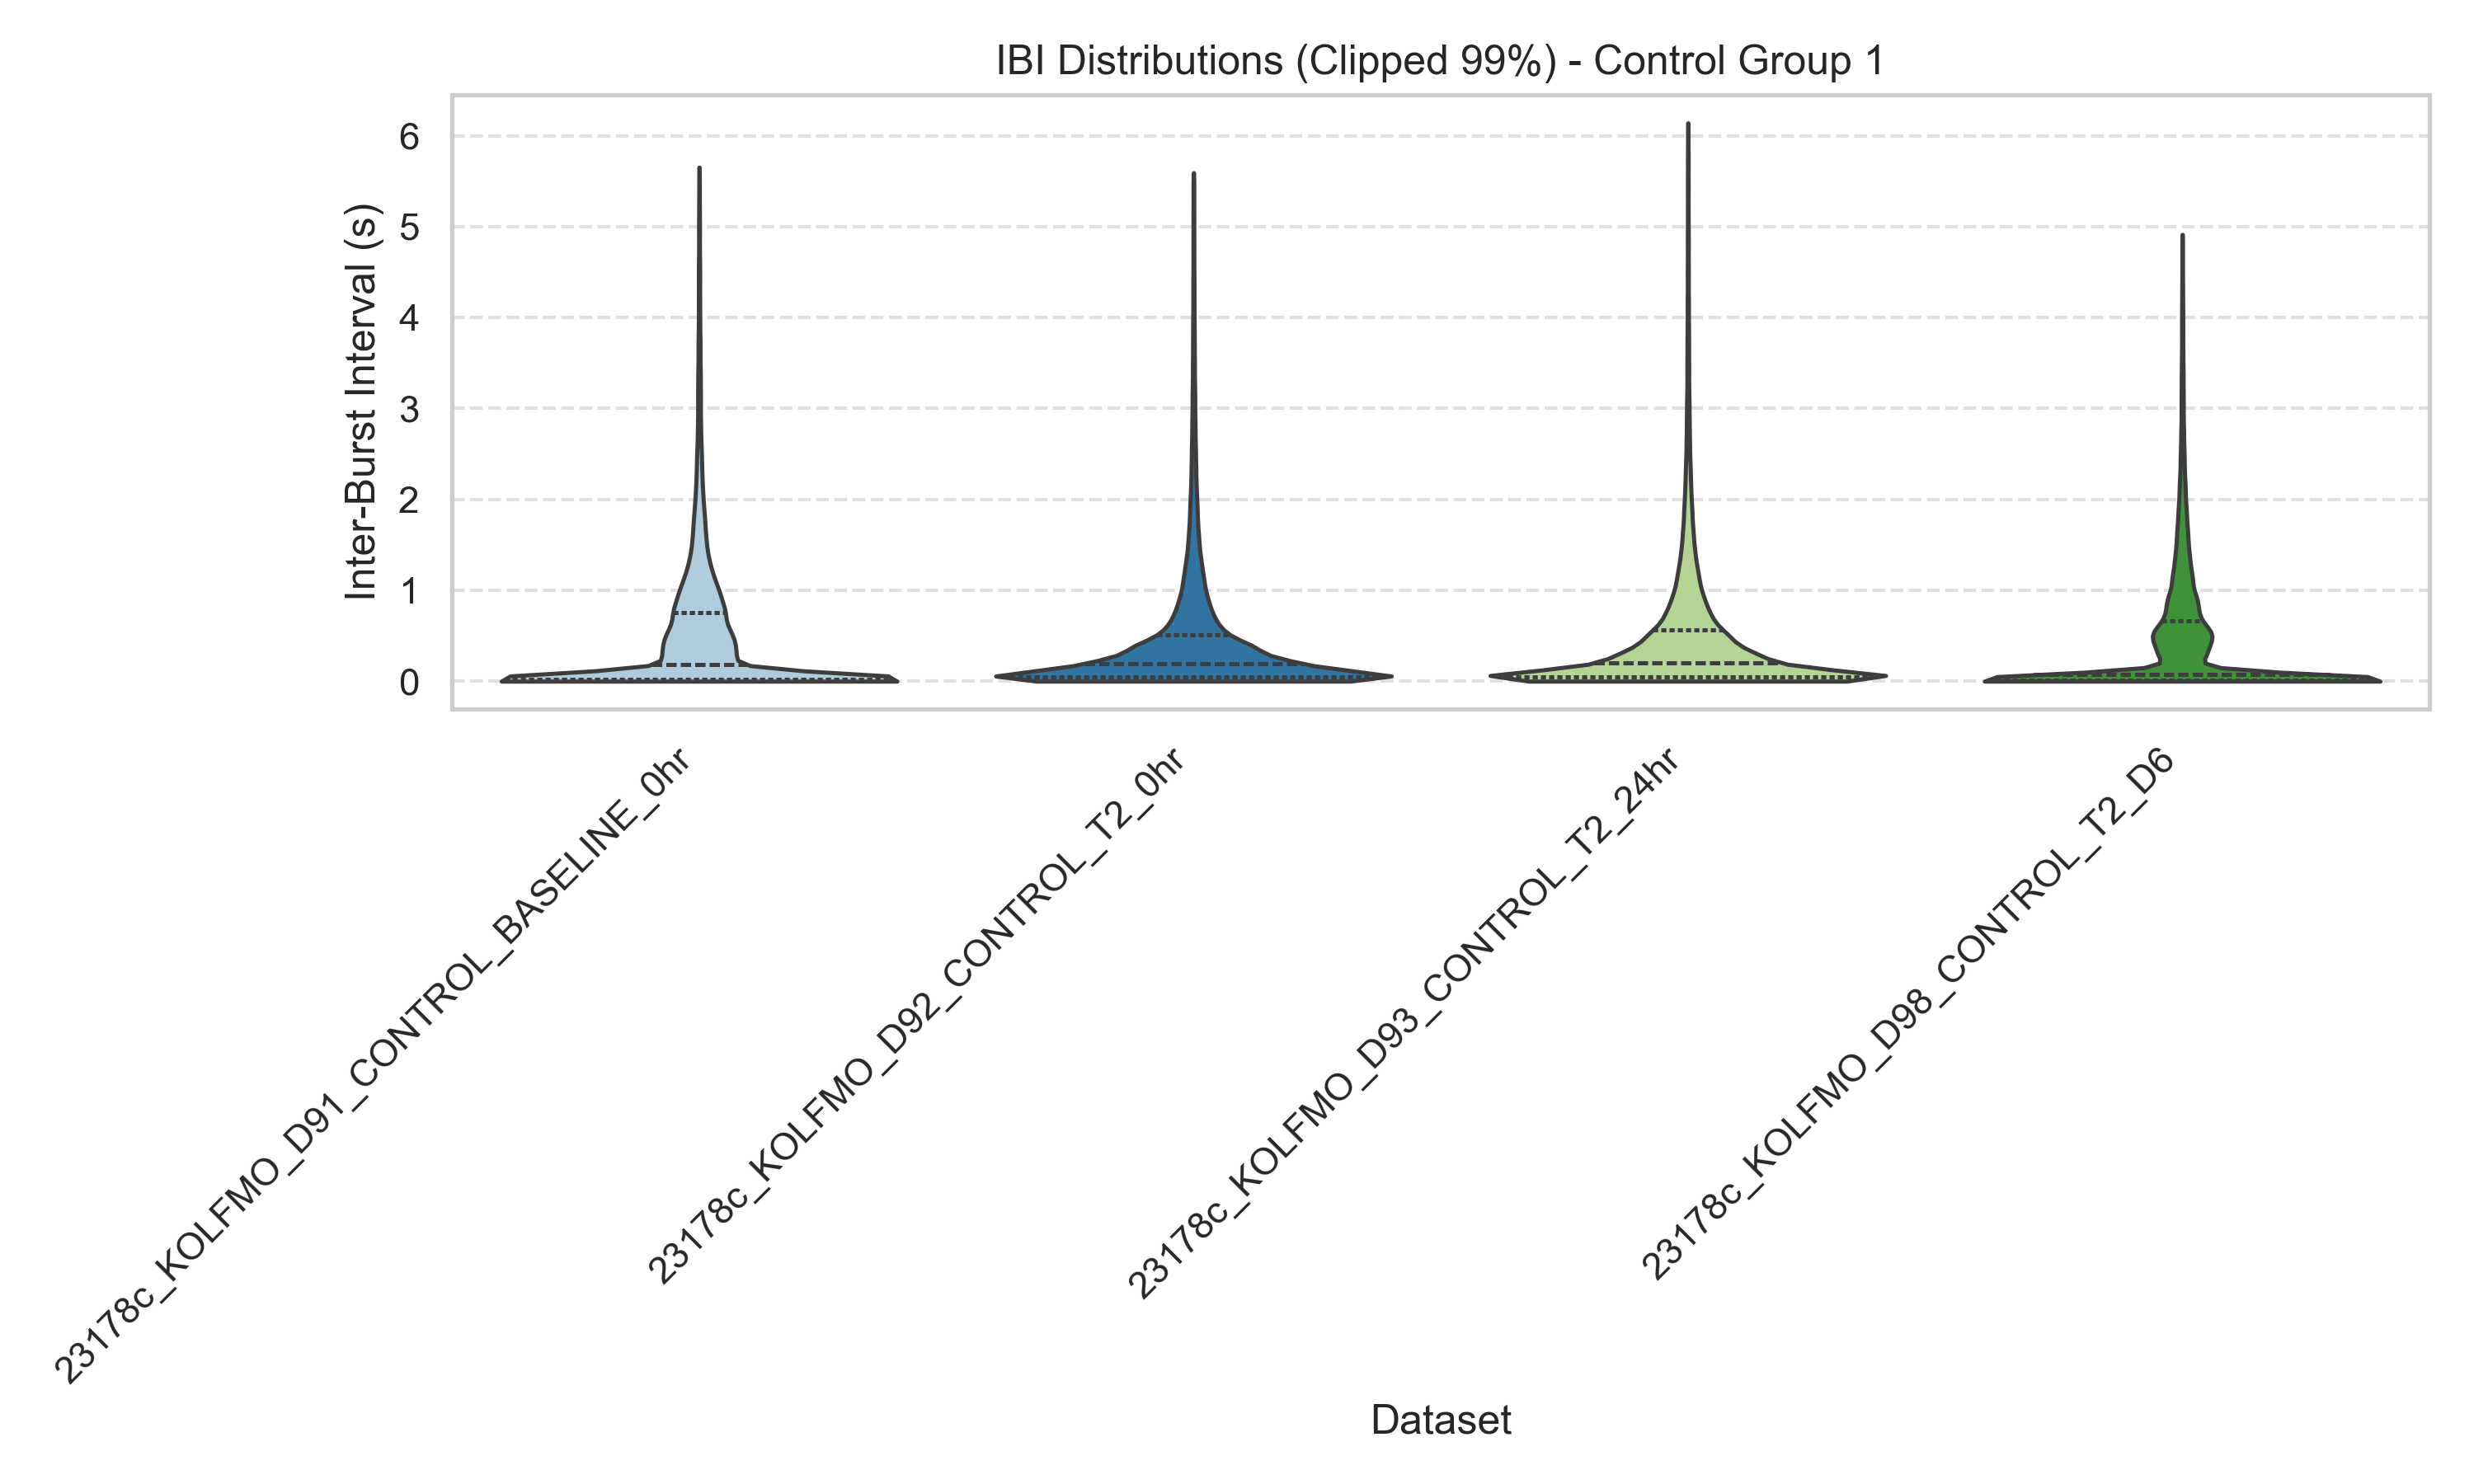 IBI Distributions (Clipped 99%) - Control Group 1
Inter-Burst Interval (s)
6
5
4
3
2
1
0
23178c_KOLFMO_D91_CONTROL_BASELINE_0hr
23178c_KOLFMO_D92_CONTROL_T2_0hr
23178c_KOLFMO_D93_CONTROL_T2_24hr
23178c_KOLFMO_D98_CONTROL_T2_D6
Dataset